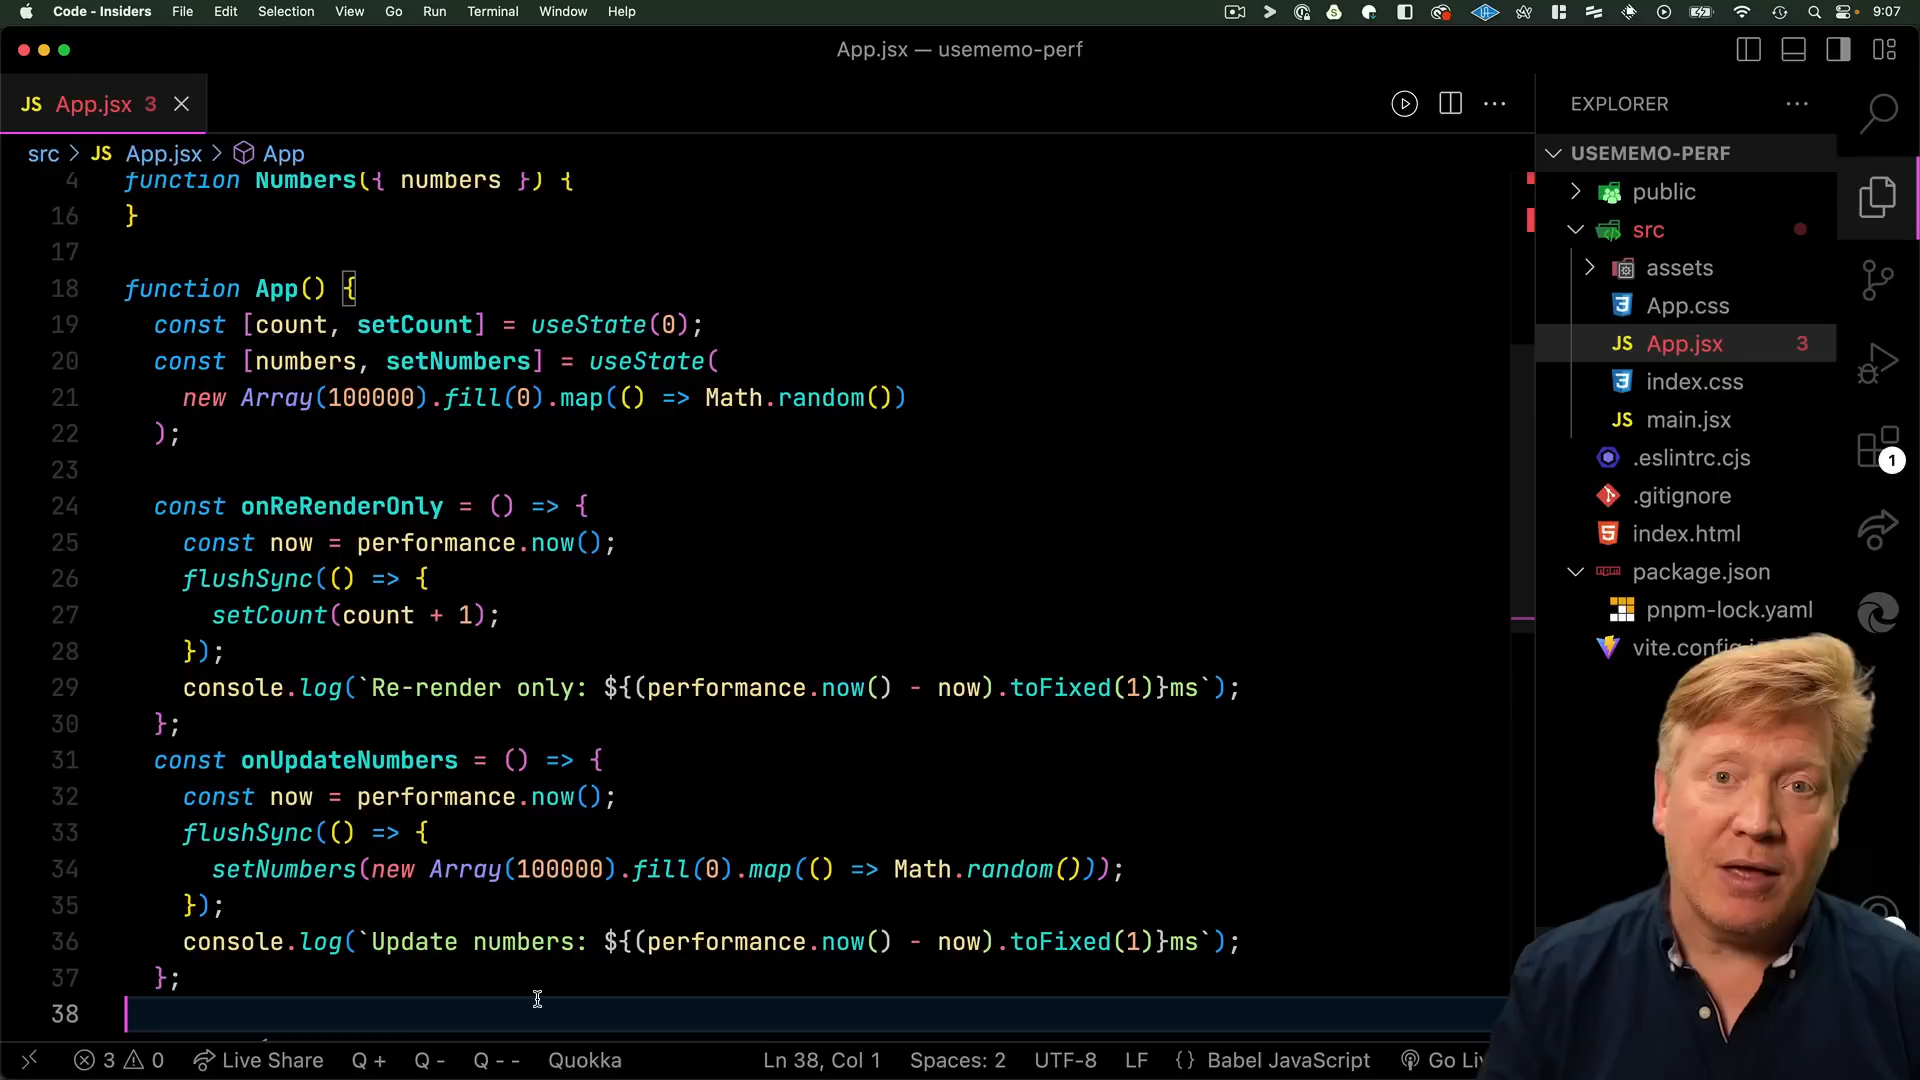 Code - Insiders File Edit Selection View Go Run Terminal Window Help 9:07
App.jsx — usememo-perf
JS App.jsx 3
src > JS App.jsx > App
4 function Numbers({ numbers }) {
16 }
17
18 function App() {
19 const [count, setCount] = useState(0);
20 const [numbers, setNumbers] = useState(
21 new Array(100000).fill(0).map(() => Math.random())
22 );
23
24 const onReRenderOnly = () => {
25 const now = performance.now();
26 flushSync(() => {
27 setCount(count + 1);
28 });
29 console.log(`Re-render only: ${(performance.now() - now).toFixed(1)}ms`);
30 };
31 const onUpdateNumbers = () => {
32 const now = performance.now();
33 flushSync(() => {
34 setNumbers(new Array(100000).fill(0).map(() => Math.random()));
35 });
36 console.log(`Update numbers: ${(performance.now() - now).toFixed(1)}ms`);
37 };
38
EXPLORER
USEMEMO-PERF
public
src
assets
App.css
JS App.jsx 3
index.css
JS main.jsx
.eslintrc.cjs
.gitignore
index.html
package.json
pnpm-lock.yaml
1
3 0 Live Share Q + Q - Q - - Quokka Ln 38, Col 1 Spaces: 2 UTF-8 LF {} Babel JavaScript Go